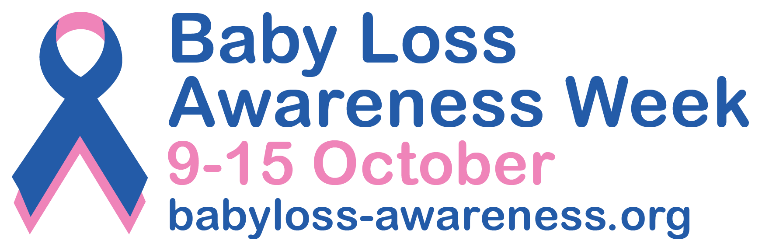 Baby Loss
Awareness Week
9-15 October
babyloss-awareness.org